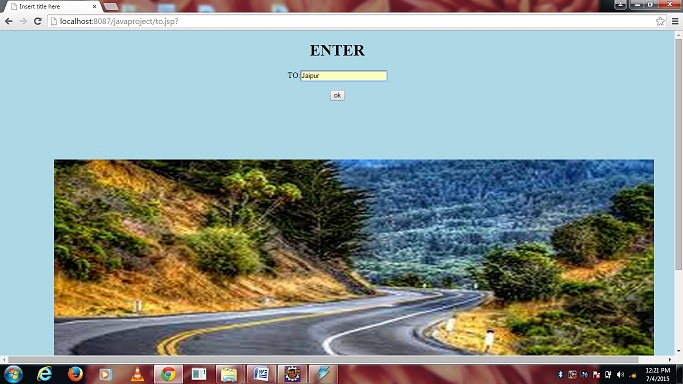 Insert title here
localhost:8087/javaproject/to.jsp?
ENTER
TO: Jaipur
ok
12:21 PM
7/4/2015